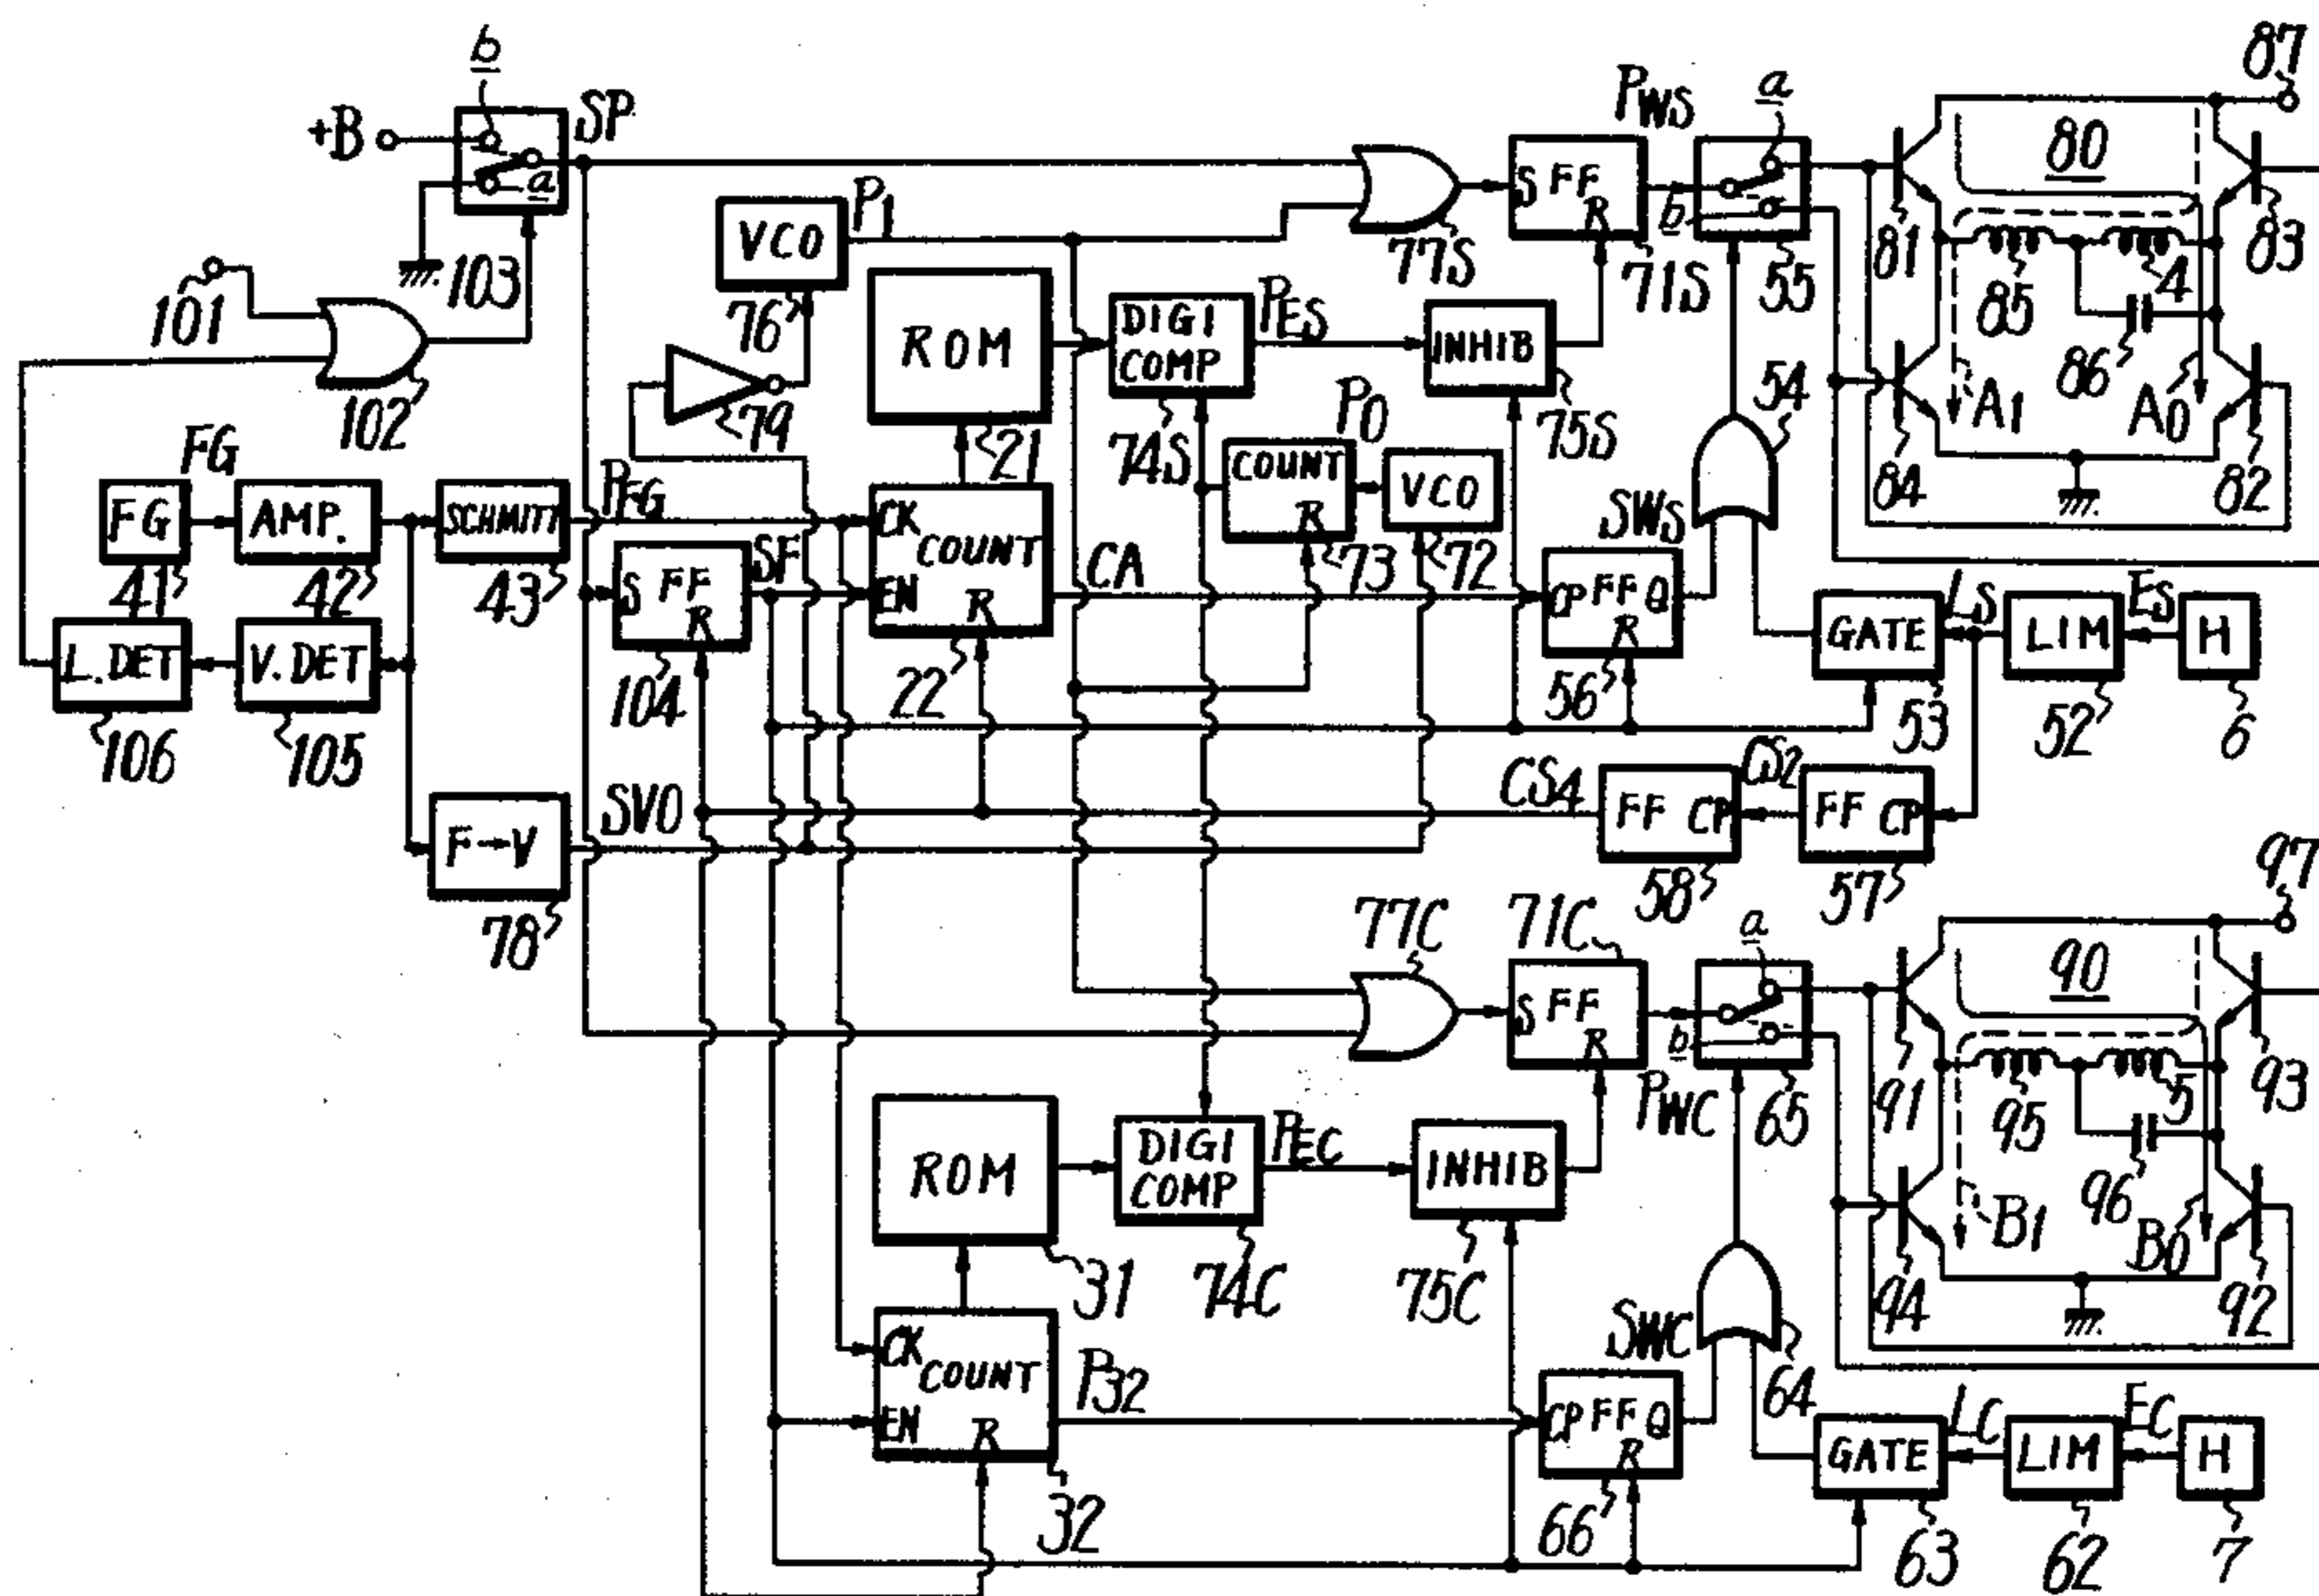 b
+B
SP
a
103
101
102
VCO
P1
76
79
ROM
21
DIGI COMP
PES
74S
77S
S FF R
71S
PWS
a
b
55
INHIB
75S
80
87
81
83
85
4
86
84
82
A1
A0
54
FG
FG
41
AMP.
42
SCHMITT
43
PFG
CK COUNT EN R
22
CA
COUNT R
73
P0
VCO
72
SWS
CP FF Q R
56
GATE
53
LS
LIM
52
ES
H
6
S FF R
104
SF
L. DET
106
V. DET
105
F→V
78
SV0
CS4
FF CP
58
CS2
FF CP
57
77C
71C
S FF R
PWC
a
b
65
90
97
91
93
95
5
96
94
92
B1
B0
ROM
31
DIGI COMP
74C
PEC
INHIB
75C
CK COUNT EN R
32
P32
SWC
CP FF Q R
66
64
GATE
63
LC
LIM
62
EC
H
7